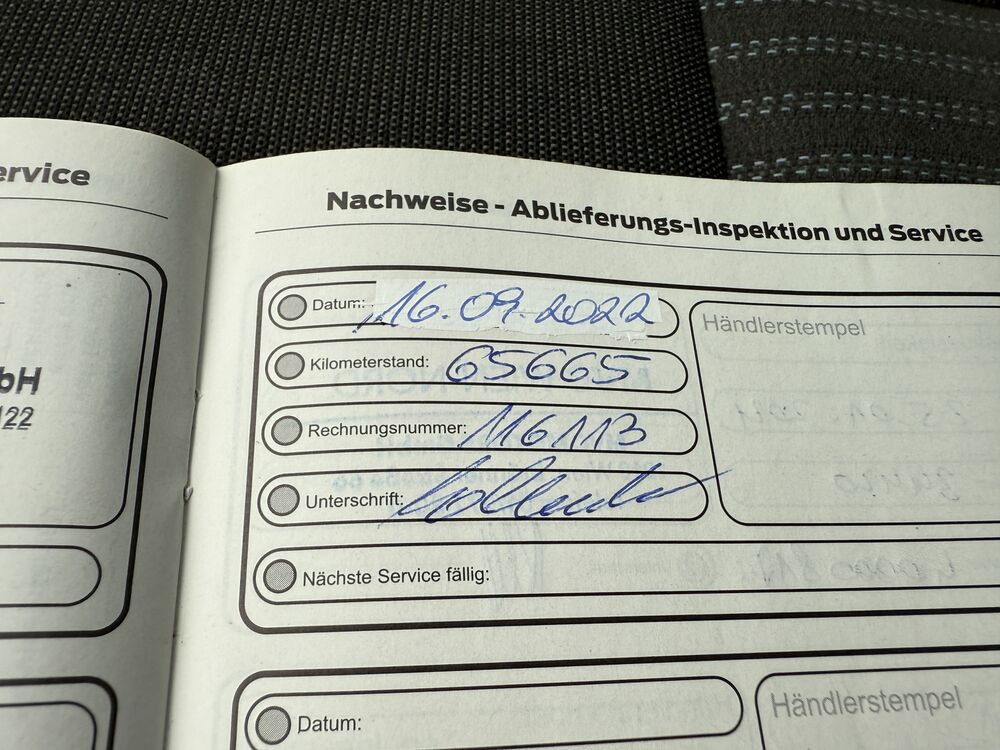 ervice
bH
22
Nachweise - Ablieferungs-Inspektion und Service
Datum: 16.09.2022
Kilometerstand: 65665
Rechnungsnummer: 116113
Unterschrift:
Nächste Service fällig:
Händlerstempel
Datum:
Händlerstempel